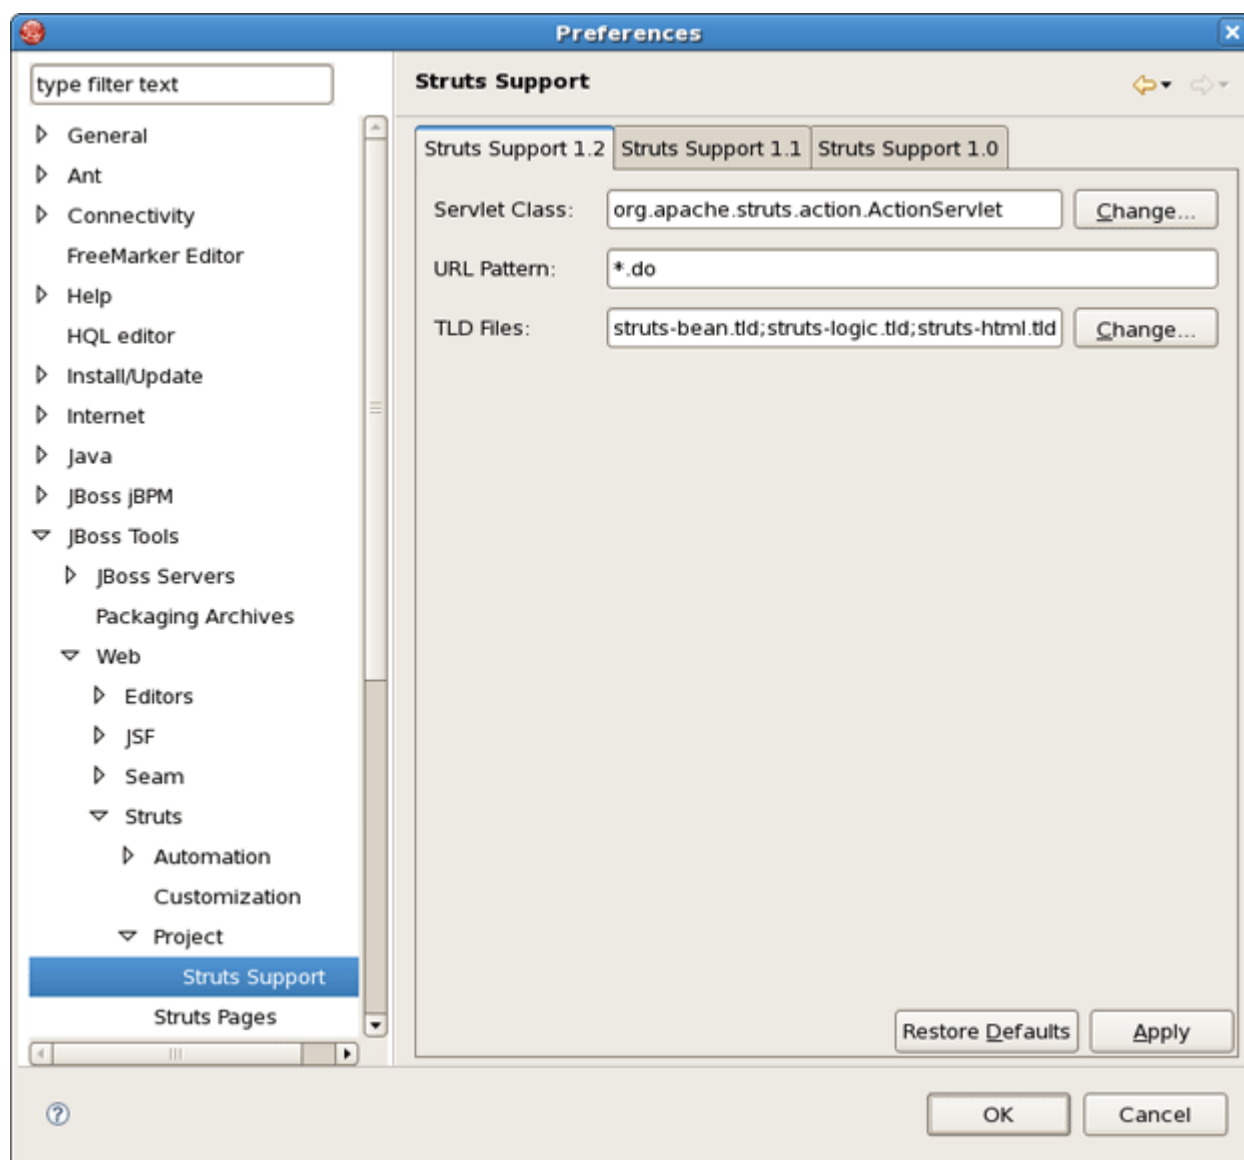 Preferences
type filter text
General
Ant
Connectivity
FreeMarker Editor
Help
HQL editor
Install/Update
Internet
Java
JBoss jBPM
JBoss Tools
JBoss Servers
Packaging Archives
Web
Editors
JSF
Seam
Struts
Automation
Customization
Project
Struts Support
Struts Pages
Struts Support
Struts Support 1.2 Struts Support 1.1 Struts Support 1.0
Servlet Class: org.apache.struts.action.ActionServlet Change...
URL Pattern: *.do
TLD Files: struts-bean.tld;struts-logic.tld;struts-html.tld Change...
Restore Defaults Apply
OK Cancel